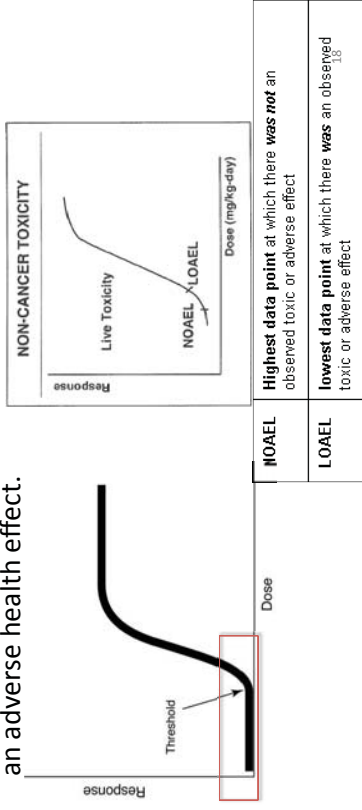 an adverse health effect.
Response
Threshold
Dose
NON-CANCER TOXICITY
Response
Live Toxicity
NOAEL
LOAEL
Dose (mg/kg-day)
NOAEL
Highest data point at which there was not an
observed toxic or adverse effect
LOAEL
lowest data point at which there was an observed
toxic or adverse effect
18